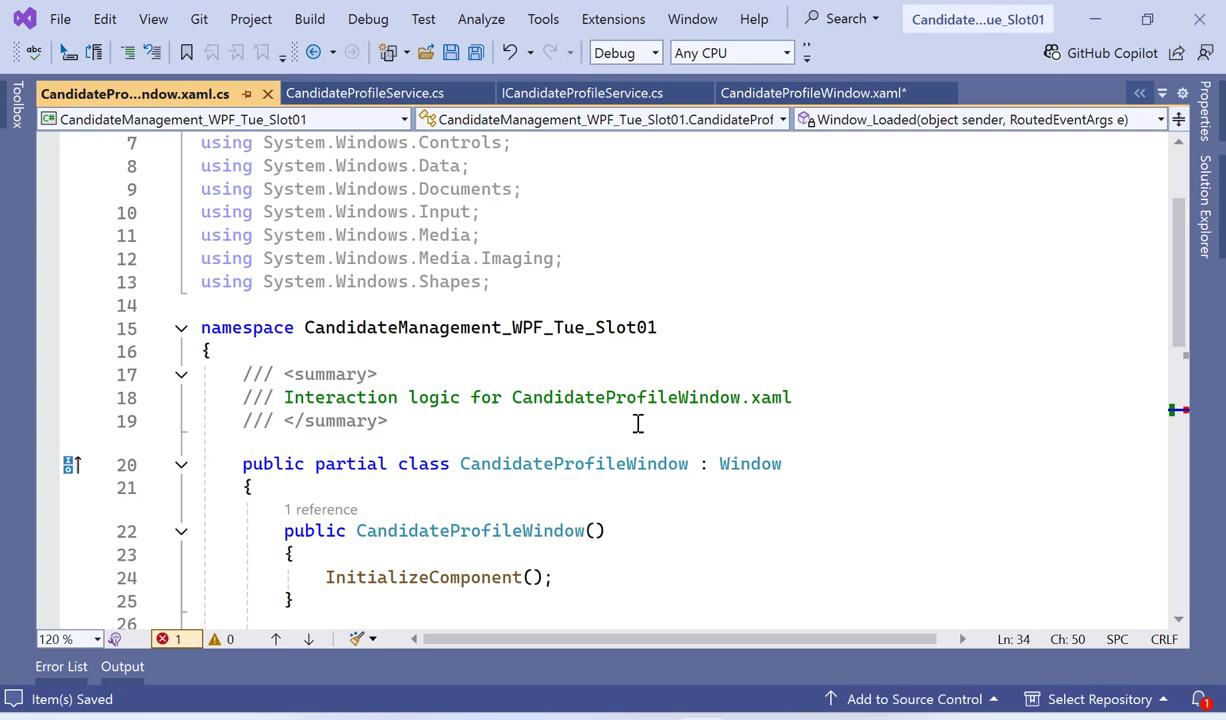 File Edit View Git Project Build Debug Test Analyze Tools Extensions Window Help Search Candidate...ue_Slot01
abc Debug Any CPU GitHub Copilot
CandidatePro...ndow.xaml.cs CandidateProfileService.cs ICandidateProfileService.cs CandidateProfileWindow.xaml*
CandidateManagement_WPF_Tue_Slot01 CandidateManagement_WPF_Tue_Slot01.CandidateProf Window_Loaded(object sender, RoutedEventArgs e)
Toolbox
Properties
Solution Explorer
7 using System.Windows.Controls;
8 using System.Windows.Data;
9 using System.Windows.Documents;
10 using System.Windows.Input;
11 using System.Windows.Media;
12 using System.Windows.Media.Imaging;
13 using System.Windows.Shapes;
14
15 namespace CandidateManagement_WPF_Tue_Slot01
16 {
17 /// <summary>
18 /// Interaction logic for CandidateProfileWindow.xaml
19 /// </summary>
20 public partial class CandidateProfileWindow : Window
21 {
1 reference
22 public CandidateProfileWindow()
23 {
24 InitializeComponent();
25 }
26
120 % 1 0 Ln: 34 Ch: 50 SPC CRLF
Error List Output
Item(s) Saved Add to Source Control Select Repository 1